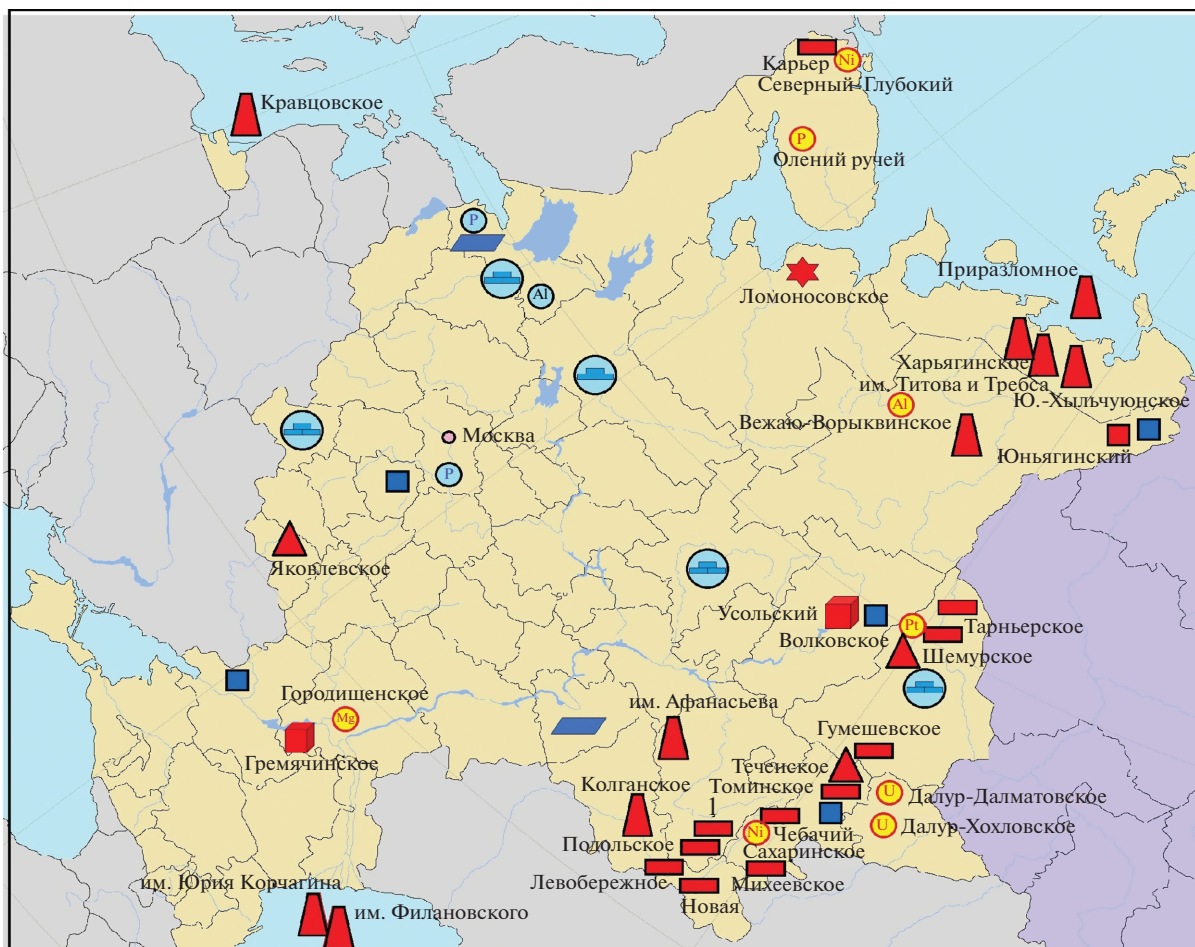 Карьер
Ni
Северный-Глубокий
Кравцовское
P
Олений ручей
P
Приразломное
Ломоносовское
Al
Харьягинское
им. Титова и Требса
Al
Ю.-Хыльчуюнское
Вежаю-Ворыквинское
Москва
Юньягинский
P
Яковлевское
Усольский
Волковское
Pt
Тарньерское
Шемурское
Городищенское
Mg
им. Афанасьева
Гремячинское
Гумешевское
Теченское
Колганское
Томинское
U
Далур-Далматовское
1
Ni
Чебачий
U
Далур-Хохловское
Подольское
Сахаринское
Левобережное
Михеевское
Новая
им. Юрия Корчагина
им. Филановского